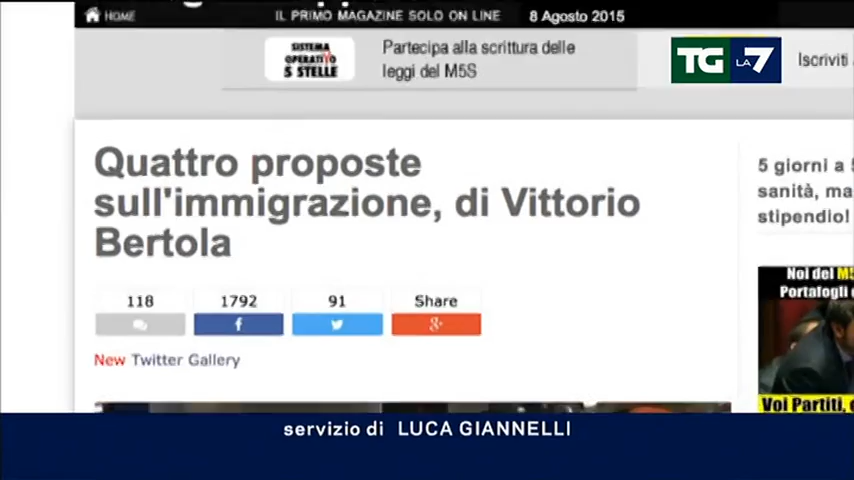 HOME
IL PRIMO MAGAZINE SOLO ON LINE
8 Agosto 2015
SISTEMA
OPERATIVO
5 STELLE
Partecipa alla scrittura delle
leggi del M5S
TG LA7
Iscriviti
Quattro proposte
sull'immigrazione, di Vittorio
Bertola
5 giorni a
sanità, ma
stipendio!
118
1792
91
Share
New Twitter Gallery
Noi del M5
Portafogli
Voi Partiti,
servizio di LUCA GIANNELLI